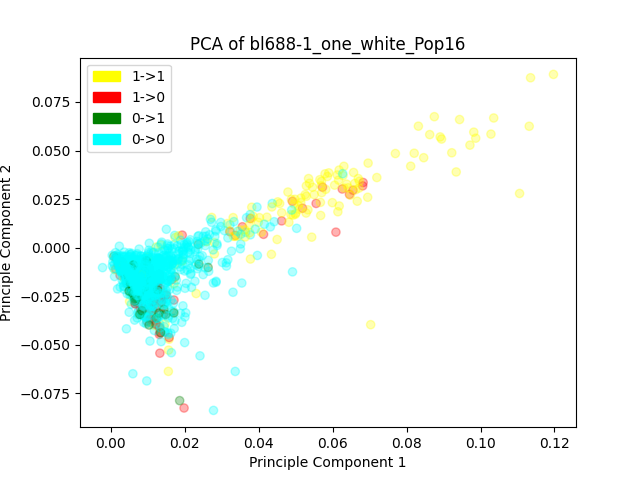 PCA of bl688-1_one_white_Pop16
1->1
1->0
0->1
0->0
0.075
0.050
0.025
0.000
−0.025
−0.050
−0.075
Principle Component 2
0.00 0.02 0.04 0.06 0.08 0.10 0.12
Principle Component 1